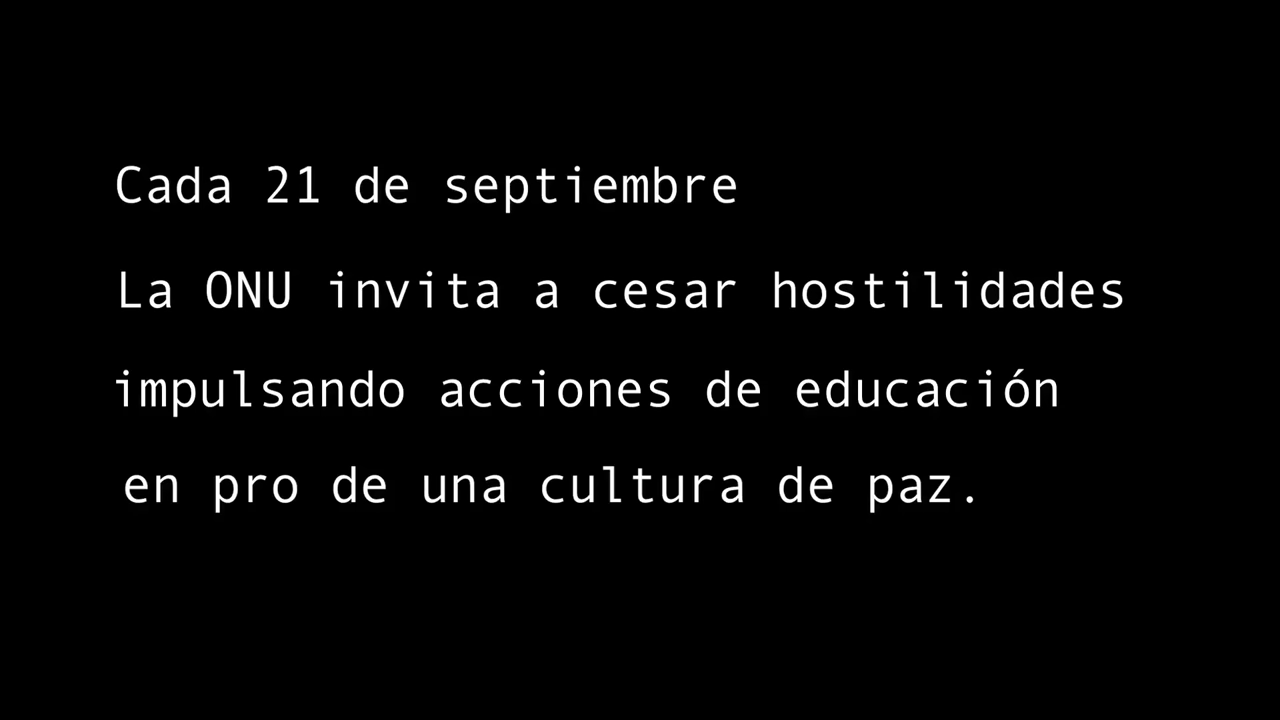 Cada 21 de septiembre
La ONU invita a cesar hostilidades
impulsando acciones de educación
en pro de una cultura de paz.